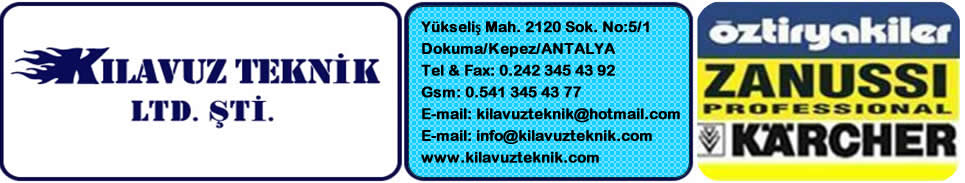 KILAVUZ TEKNİK
LTD. ŞTİ.
Yükseliş Mah. 2120 Sok. No:5/1
Dokuma/Kepez/ANTALYA
Tel & Fax: 0.242 345 43 92
Gsm: 0.541 345 43 77
E-mail: kilavuzteknik@hotmail.com
E-mail: info@kilavuzteknik.com
www.kilavuzteknik.com
öztiryakiler
ZANUSSI
PROFESSIONAL
KÄRCHER